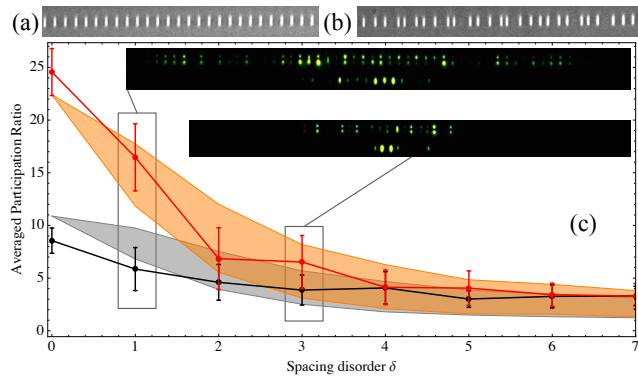 (a)
(b)
Averaged Participation Ratio
25
20
15
10
5
0
(c)
0 1 2 3 4 5 6 7
Spacing disorder δ